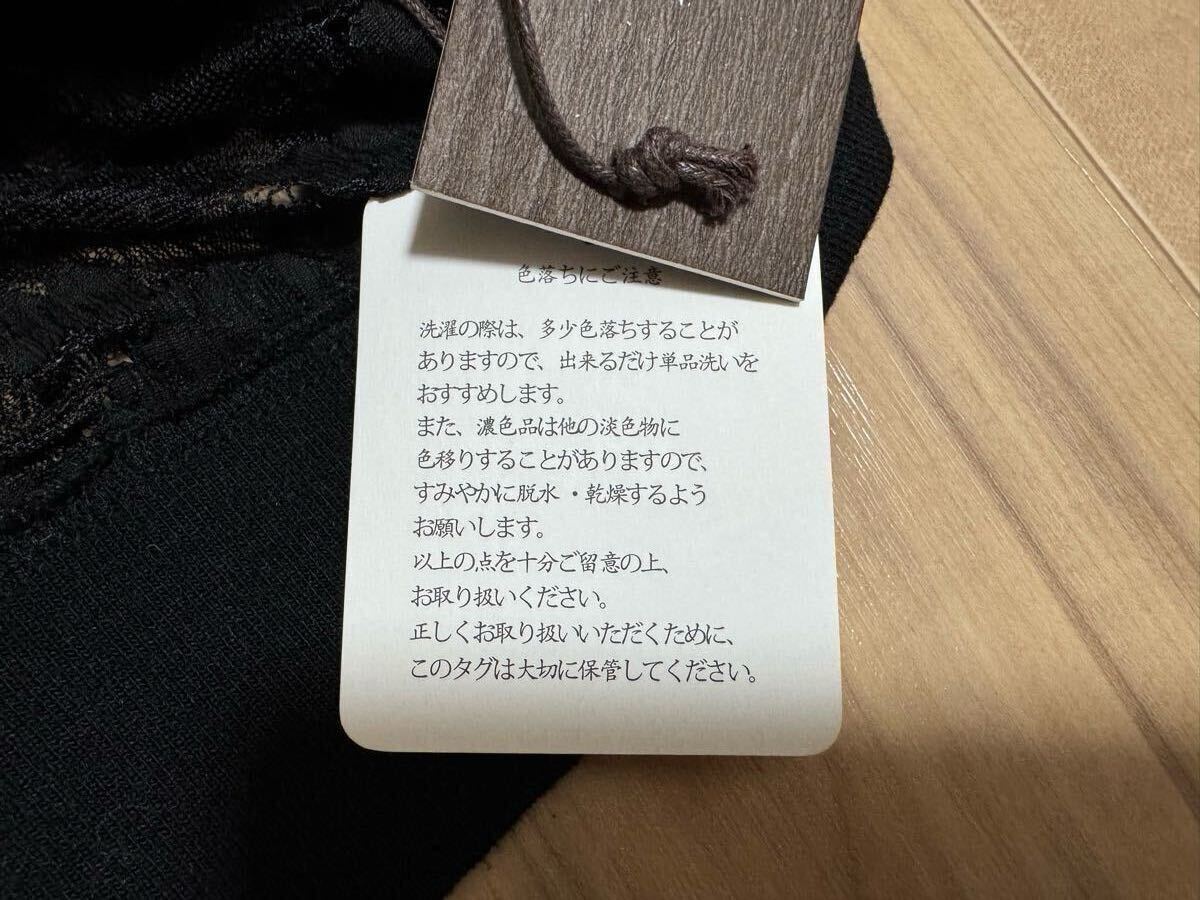 色落ちにご注意
洗濯の際は、多少色落ちすることが
ありますので、出来るだけ単品洗いを
おすすめします。
また、濃色品は他の淡色物に
色移りすることがありますので、
すみやかに脱水・乾燥するよう
お願いします。
以上の点を十分ご留意の上、
お取り扱いください。
正しくお取り扱いいただくために、
このタグは大切に保管してください。